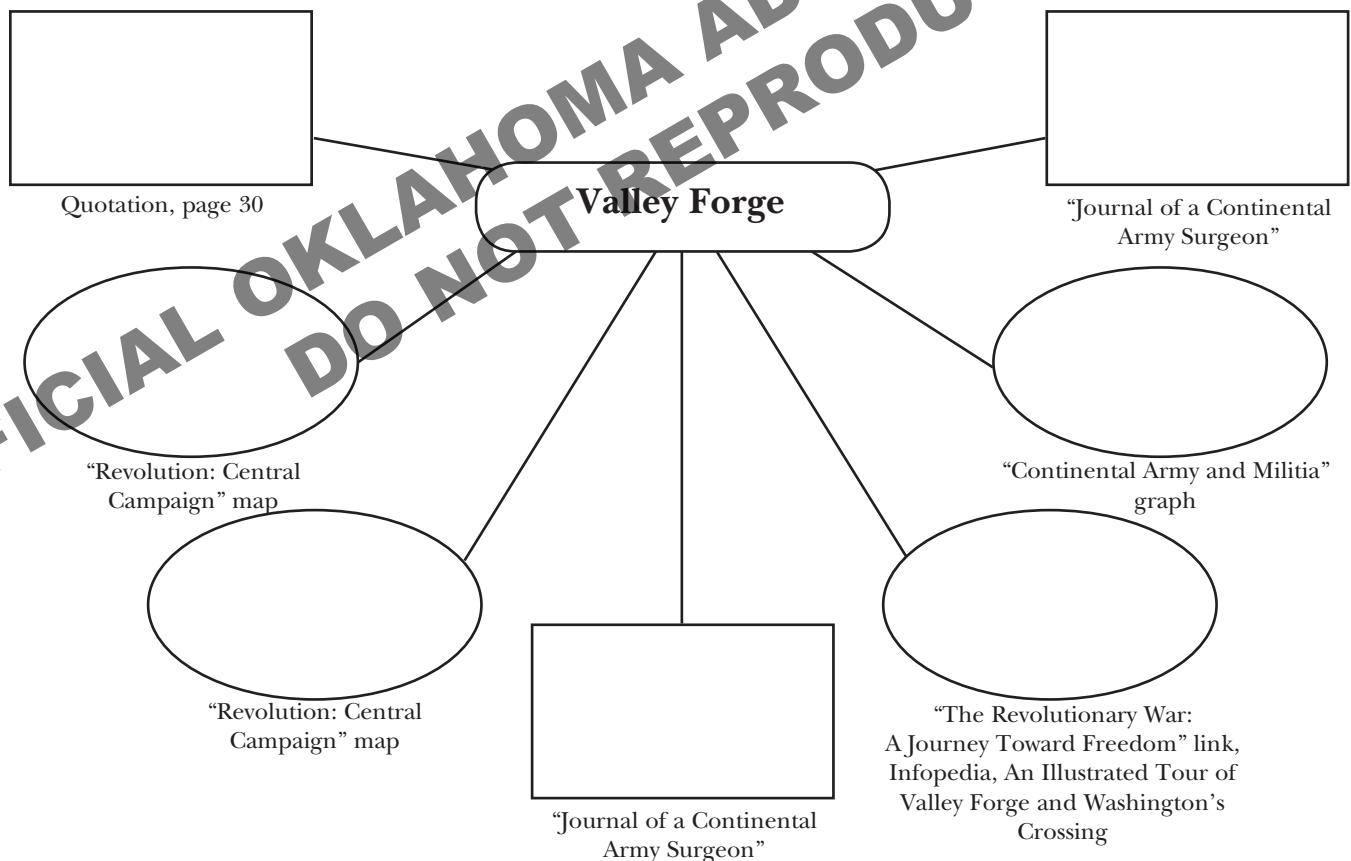 OFFICIAL OKLAHOMA
DO NOT
Valley Forge
Quotation, page 30
“Journal of a Continental
Army Surgeon”
“Revolution: Central
Campaign” map
“Continental Army and Militia”
graph
“Revolution: Central
Campaign” map
“The Revolutionary War:
A Journey Toward Freedom” link,
Infopedia, An Illustrated Tour of
Valley Forge and Washington’s
Crossing
“Journal of a Continental
Army Surgeon”